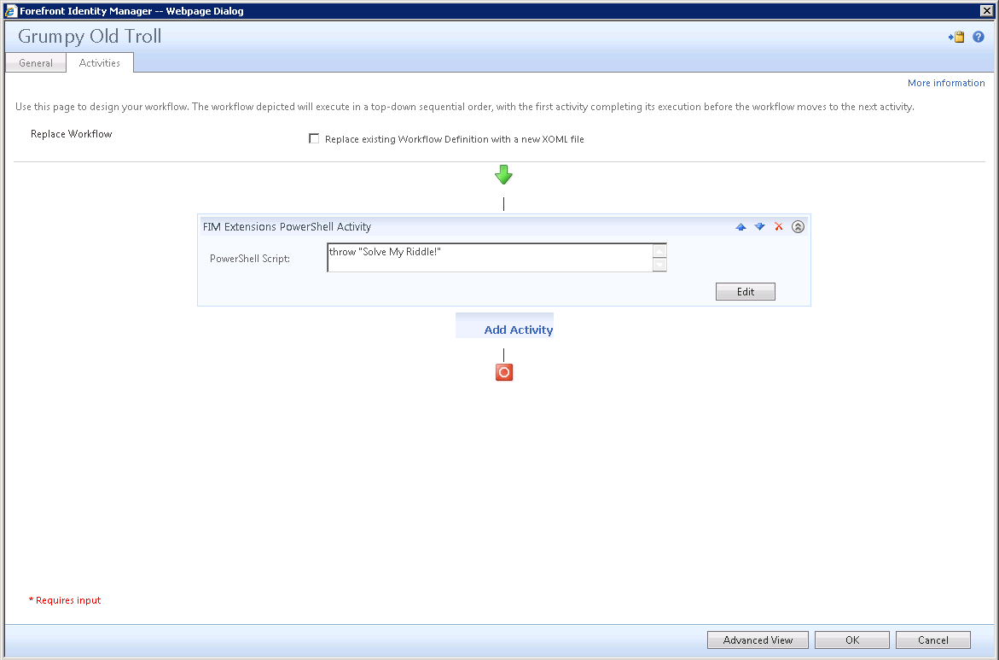 Forefront Identity Manager -- Webpage Dialog
Grumpy Old Troll
General
Activities
More information
Use this page to design your workflow. The workflow depicted will execute in a top-down sequential order, with the first activity completing its execution before the workflow moves to the next activity.
Replace Workflow
Replace existing Workflow Definition with a new XOML file
FIM Extensions PowerShell Activity
PowerShell Script:
throw "Solve My Riddle!"
Edit
Add Activity
* Requires input
Advanced View
OK
Cancel